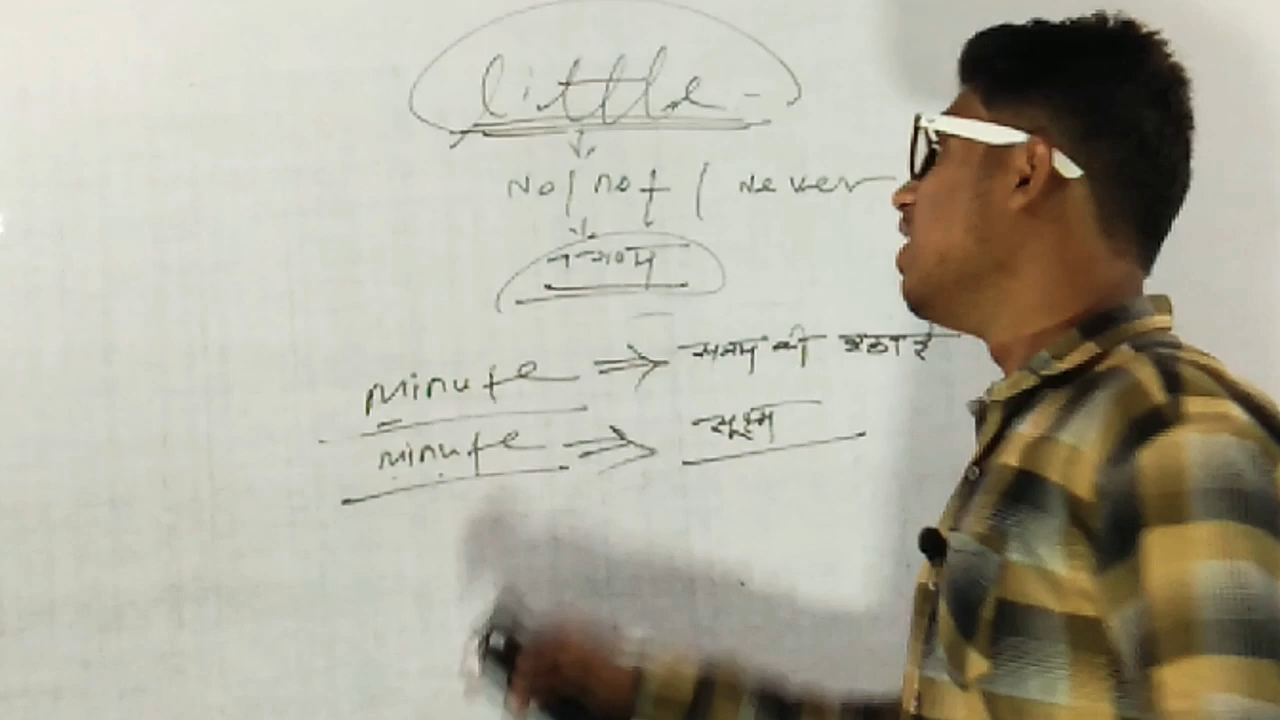 little -
No / not / Never
नगण्य
minute ⇒ समय की इकाई
minute ⇒ सूक्ष्म